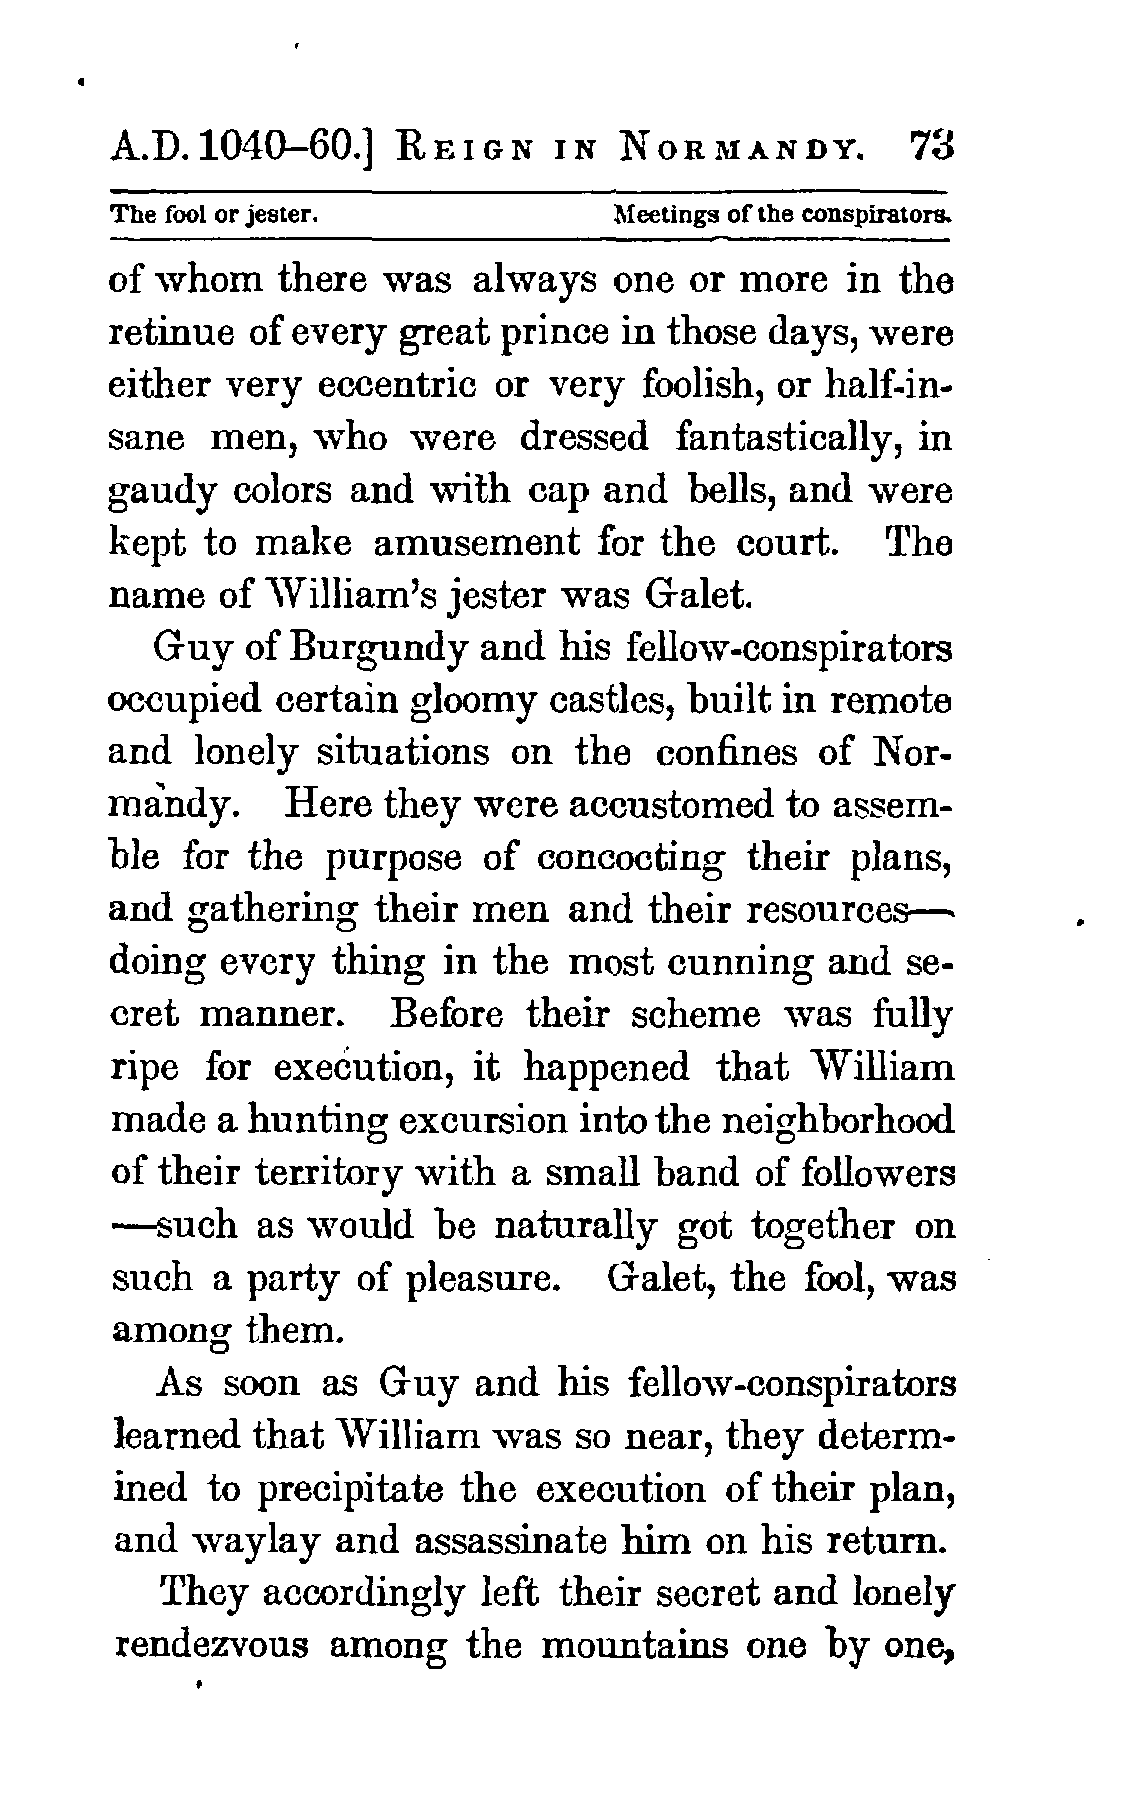 A.D. 1040–60.] REIGN IN NORMANDY. 73
The fool or jester. Meetings of the conspirators.
of whom there was always one or more in the
retinue of every great prince in those days, were
either very eccentric or very foolish, or half-in-
sane men, who were dressed fantastically, in
gaudy colors and with cap and bells, and were
kept to make amusement for the court. The
name of William's jester was Galet.
Guy of Burgundy and his fellow-conspirators
occupied certain gloomy castles, built in remote
and lonely situations on the confines of Nor-
mandy. Here they were accustomed to assem-
ble for the purpose of concocting their plans,
and gathering their men and their resources—
doing every thing in the most cunning and se-
cret manner. Before their scheme was fully
ripe for execution, it happened that William
made a hunting excursion into the neighborhood
of their territory with a small band of followers
—such as would be naturally got together on
such a party of pleasure. Galet, the fool, was
among them.
As soon as Guy and his fellow-conspirators
learned that William was so near, they determ-
ined to precipitate the execution of their plan,
and waylay and assassinate him on his return.
They accordingly left their secret and lonely
rendezvous among the mountains one by one,